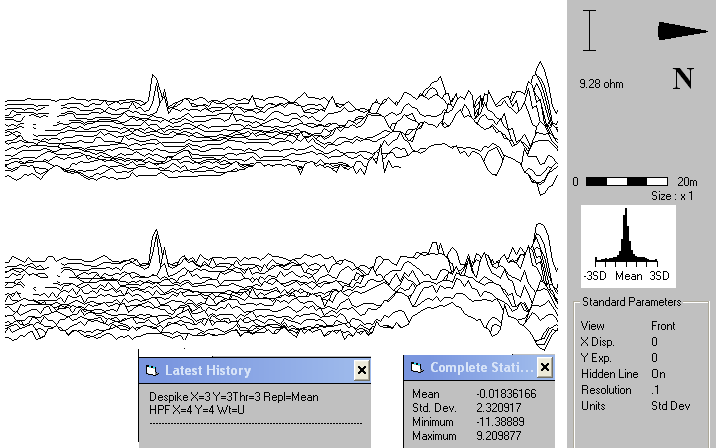 9.28 ohm
N
0 20m
Size : x 1
-3SD Mean 3SD
Standard Parameters
View Front
X Disp. 0
Y Exp. 0
Hidden Line On
Resolution .1
Units Std Dev
Latest History
Despike X=3 Y=3Thr=3 Repl=Mean
HPF X=4 Y=4 Wt=U
Complete Stati...
Mean -0.01836166
Std. Dev. 2.320917
Minimum -11.38889
Maximum 9.209877